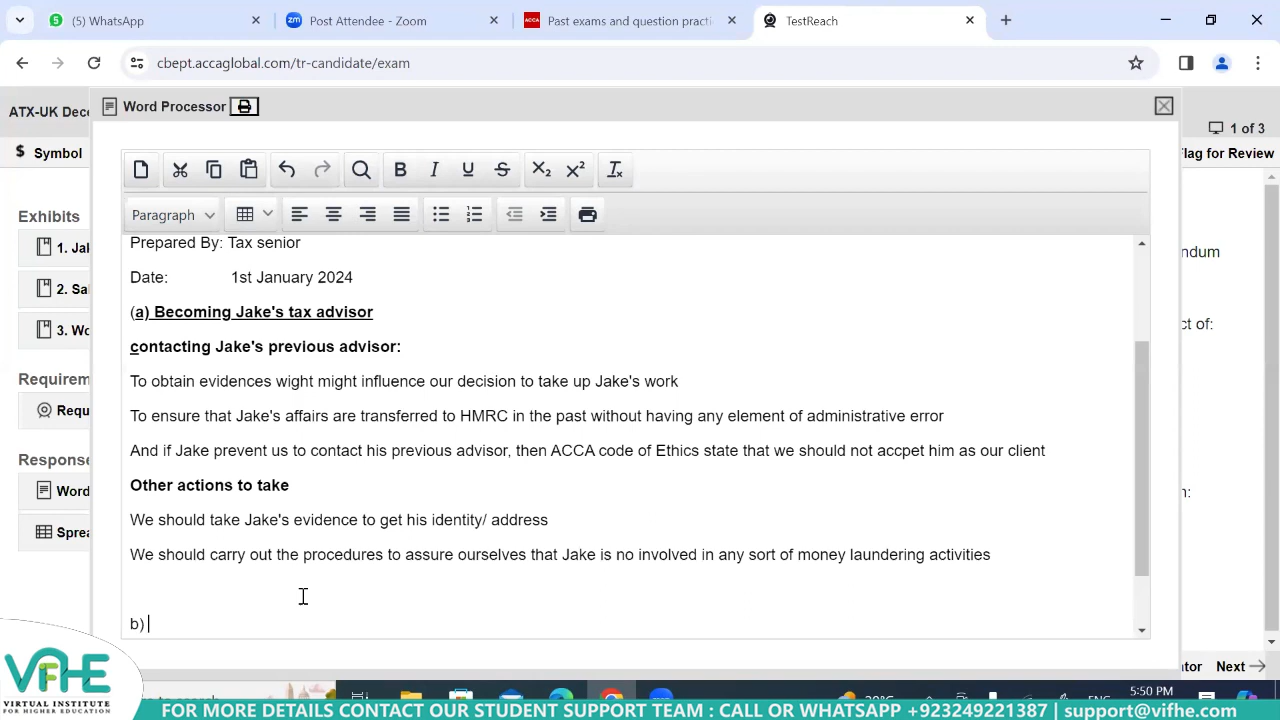 (5) WhatsApp
Post Attendee - Zoom
Past exams and question practi
TestReach
cbept.accaglobal.com/tr-candidate/exam
ATX-UK Dec
Word Processor
1 of 3
$ Symbol
Flag for Review
Paragraph
Exhibits
1. Jak
2. Sa
3. Wo
Requirem
Requ
Respons
Word
Sprea
ndum
ct of:
n:
Prepared By: Tax senior
Date: 1st January 2024
(a) Becoming Jake's tax advisor
contacting Jake's previous advisor:
To obtain evidences wight might influence our decision to take up Jake's work
To ensure that Jake's affairs are transferred to HMRC in the past without having any element of administrative error
And if Jake prevent us to contact his previous advisor, then ACCA code of Ethics state that we should not accpet him as our client
Other actions to take
We should take Jake's evidence to get his identity/ address
We should carry out the procedures to assure ourselves that Jake is no involved in any sort of money laundering activities
b)
ator Next
5:50 PM
VFHE
VIRTUAL INSTITUTE
FOR HIGHER EDUCATION
FOR MORE DETAILS CONTACT OUR STUDENT SUPPORT TEAM : CALL OR WHATSAPP +923249221387 | support@vifhe.com